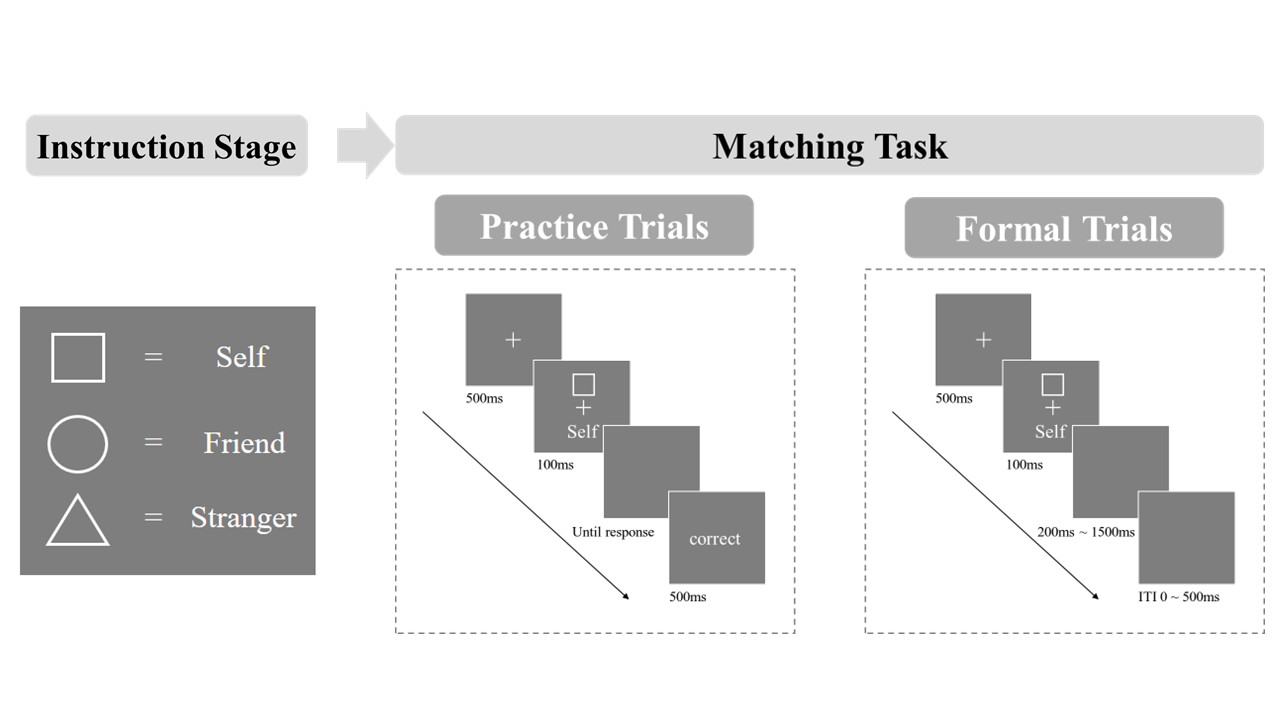 Instruction Stage
Matching Task
Practice Trials
Formal Trials
= Self
= Friend
= Stranger
+
500ms
+
Self
100ms
Until response
correct
500ms
+
500ms
+
Self
100ms
200ms ~ 1500ms
ITI 0 ~ 500ms